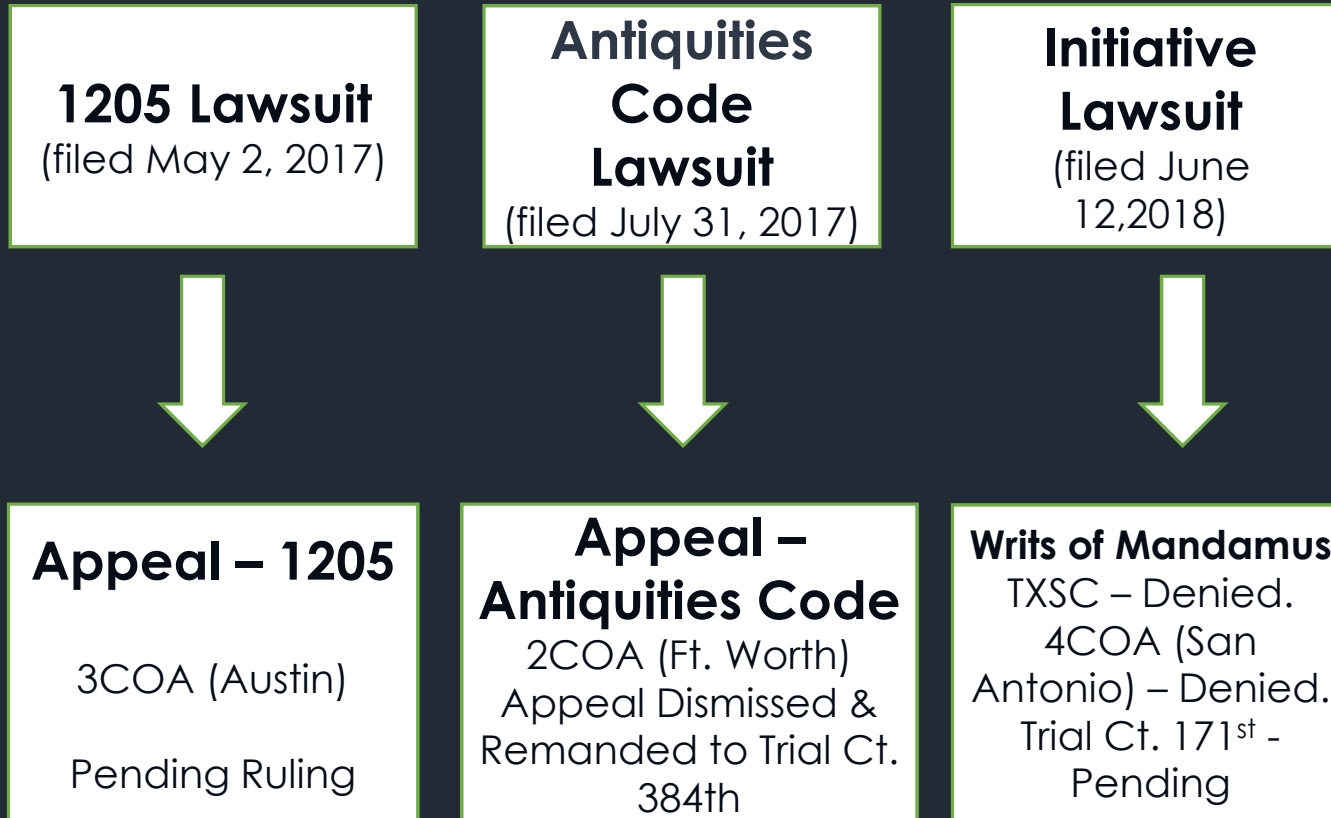 1205 Lawsuit
(filed May 2, 2017)
Antiquities
Code
Lawsuit
(filed July 31, 2017)
Initiative
Lawsuit
(filed June
12,2018)
Appeal – 1205
3COA (Austin)
Pending Ruling
Appeal –
Antiquities Code
2COA (Ft. Worth)
Appeal Dismissed &
Remanded to Trial Ct.
384th
Writs of Mandamus
TXSC – Denied.
4COA (San
Antonio) – Denied.
Trial Ct. 171st -
Pending